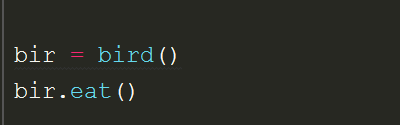 bir = bird()
bir.eat()